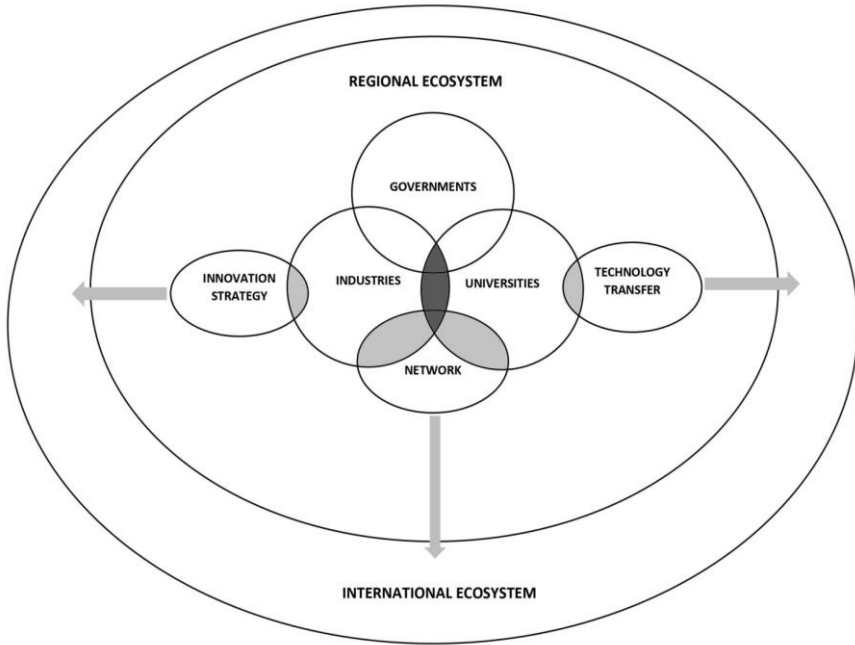 REGIONAL ECOSYSTEM
GOVERNMENTS
INNOVATION
STRATEGY
INDUSTRIES
UNIVERSITIES
TECHNOLOGY
TRANSFER
NETWORK
INTERNATIONAL ECOSYSTEM